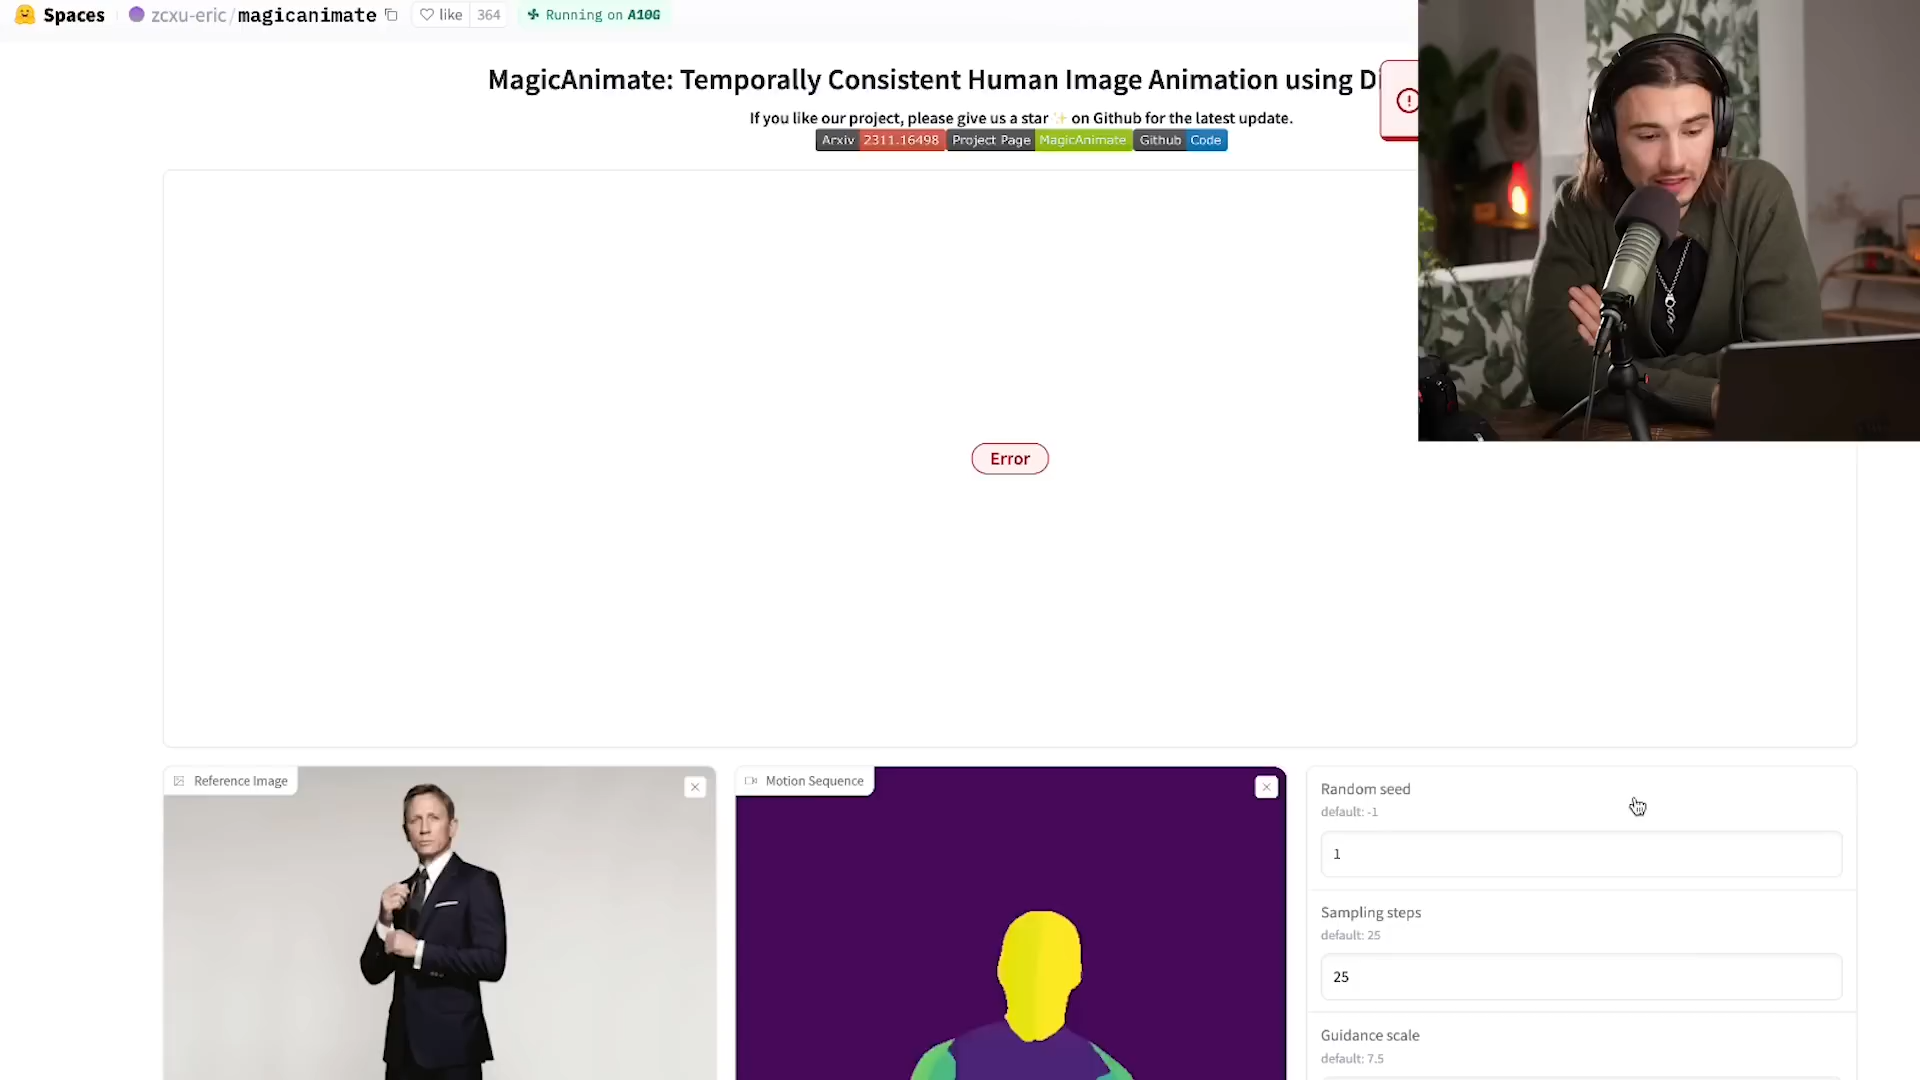 Spaces zcxu-eric/magicanimate like 364 Running on A10G
MagicAnimate: Temporally Consistent Human Image Animation using
If you like our project, please give us a star ✨ on Github for the latest update.
Arxiv 2311.16498 Project Page MagicAnimate Github Code
Error
Reference Image
Motion Sequence
Random seed
default: -1
1
Sampling steps
default: 25
25
Guidance scale
default: 7.5